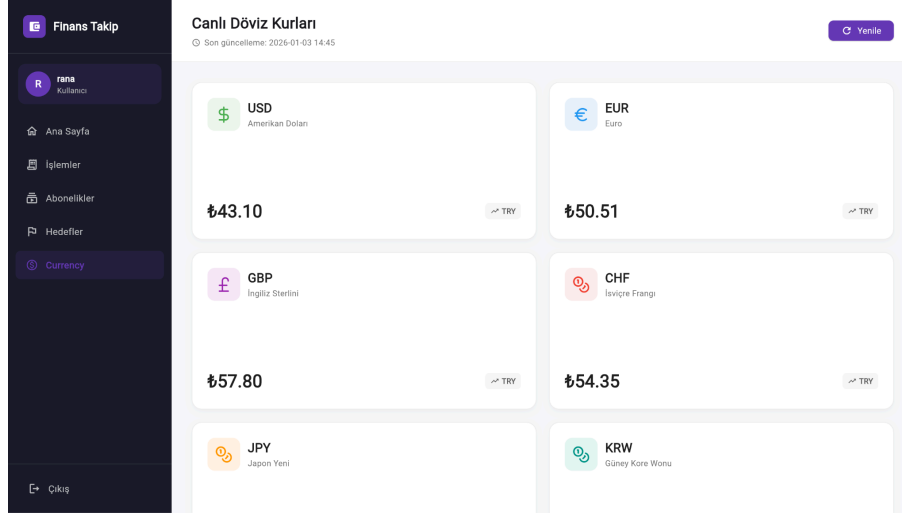 Finans Takip
R
rana
Kullanıcı
Ana Sayfa
İşlemler
Abonelikler
Hedefler
Currency
Çıkış
Canlı Döviz Kurları
Son güncelleme: 2026-01-03 14:45
Yenile
$
USD
Amerikan Doları
₺43.10
TRY
€
EUR
Euro
₺50.51
TRY
£
GBP
İngiliz Sterlini
₺57.80
TRY
CHF
İsviçre Frangı
₺54.35
TRY
JPY
Japon Yeni
KRW
Güney Kore Wonu